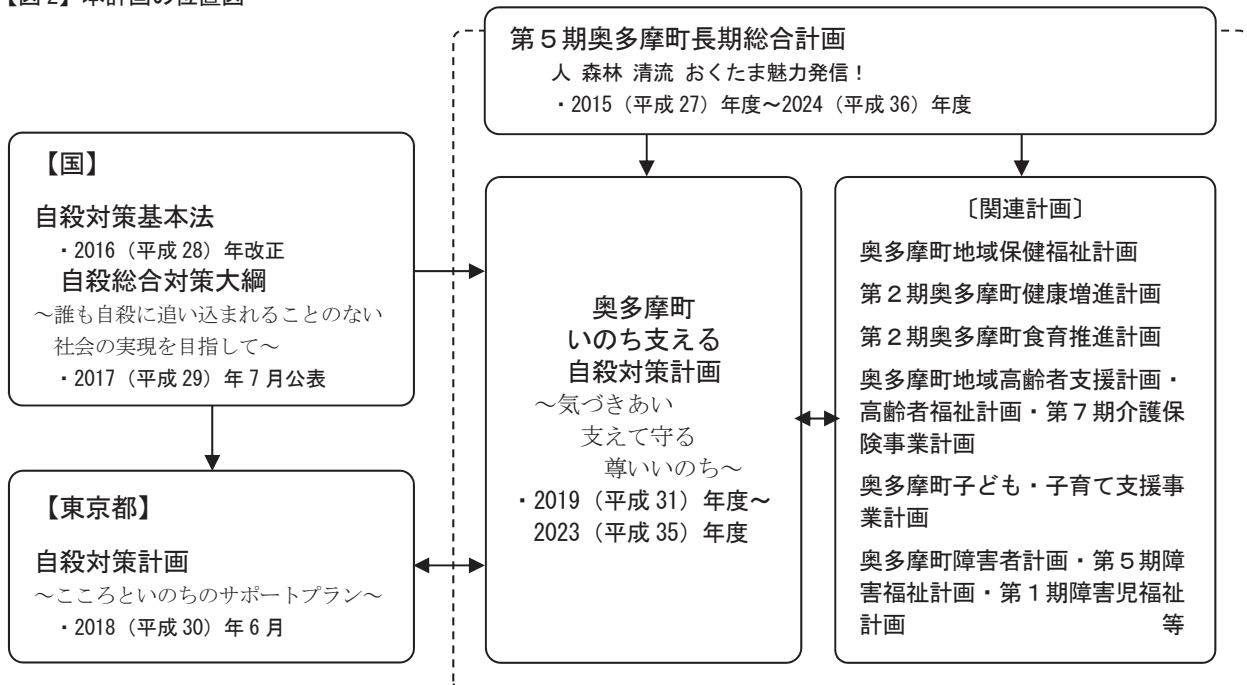 【図2】本計画の位置図
第５期奥多摩町長期総合計画
人 森林 清流 おくたま魅力発信！
・2015（平成 27）年度～2024（平成 36）年度
【国】
自殺対策基本法
・2016（平成 28）年改正
自殺総合対策大綱
～誰も自殺に追い込まれることのない
社会の実現を目指して～
・2017（平成 29）年 7 月公表
【東京都】
自殺対策計画
～こころといのちのサポートプラン～
・2018（平成 30）年 6 月
奥多摩町
いのち支える
自殺対策計画
～気づきあい
支えて守る
尊いいのち～
・2019（平成 31）年度～
2023（平成 35）年度
〔関連計画〕
奥多摩町地域保健福祉計画
第２期奥多摩町健康増進計画
第２期奥多摩町食育推進計画
奥多摩町地域高齢者支援計画・
高齢者福祉計画・第７期介護保
険事業計画
奥多摩町子ども・子育て支援事
業計画
奥多摩町障害者計画・第５期障
害福祉計画・第１期障害児福祉
計画 等